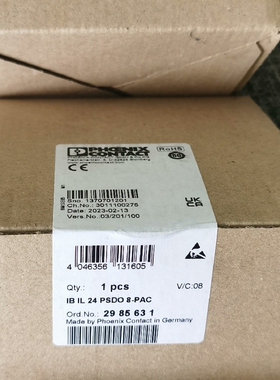 PHOENIX
CONTACT
RoHS
CE
UK
CA
Sno. 1370701201
Ch.No.: 3011100275
Date: 2023-02-13
Vers.No.:03/201/100
4 046356 131605
Qty.: 1 pcs
V/C:08
IB IL 24 PSDO 8-PAC
Ord.No.: 29 85 63 1
Made by Phoenix Contact in Germany